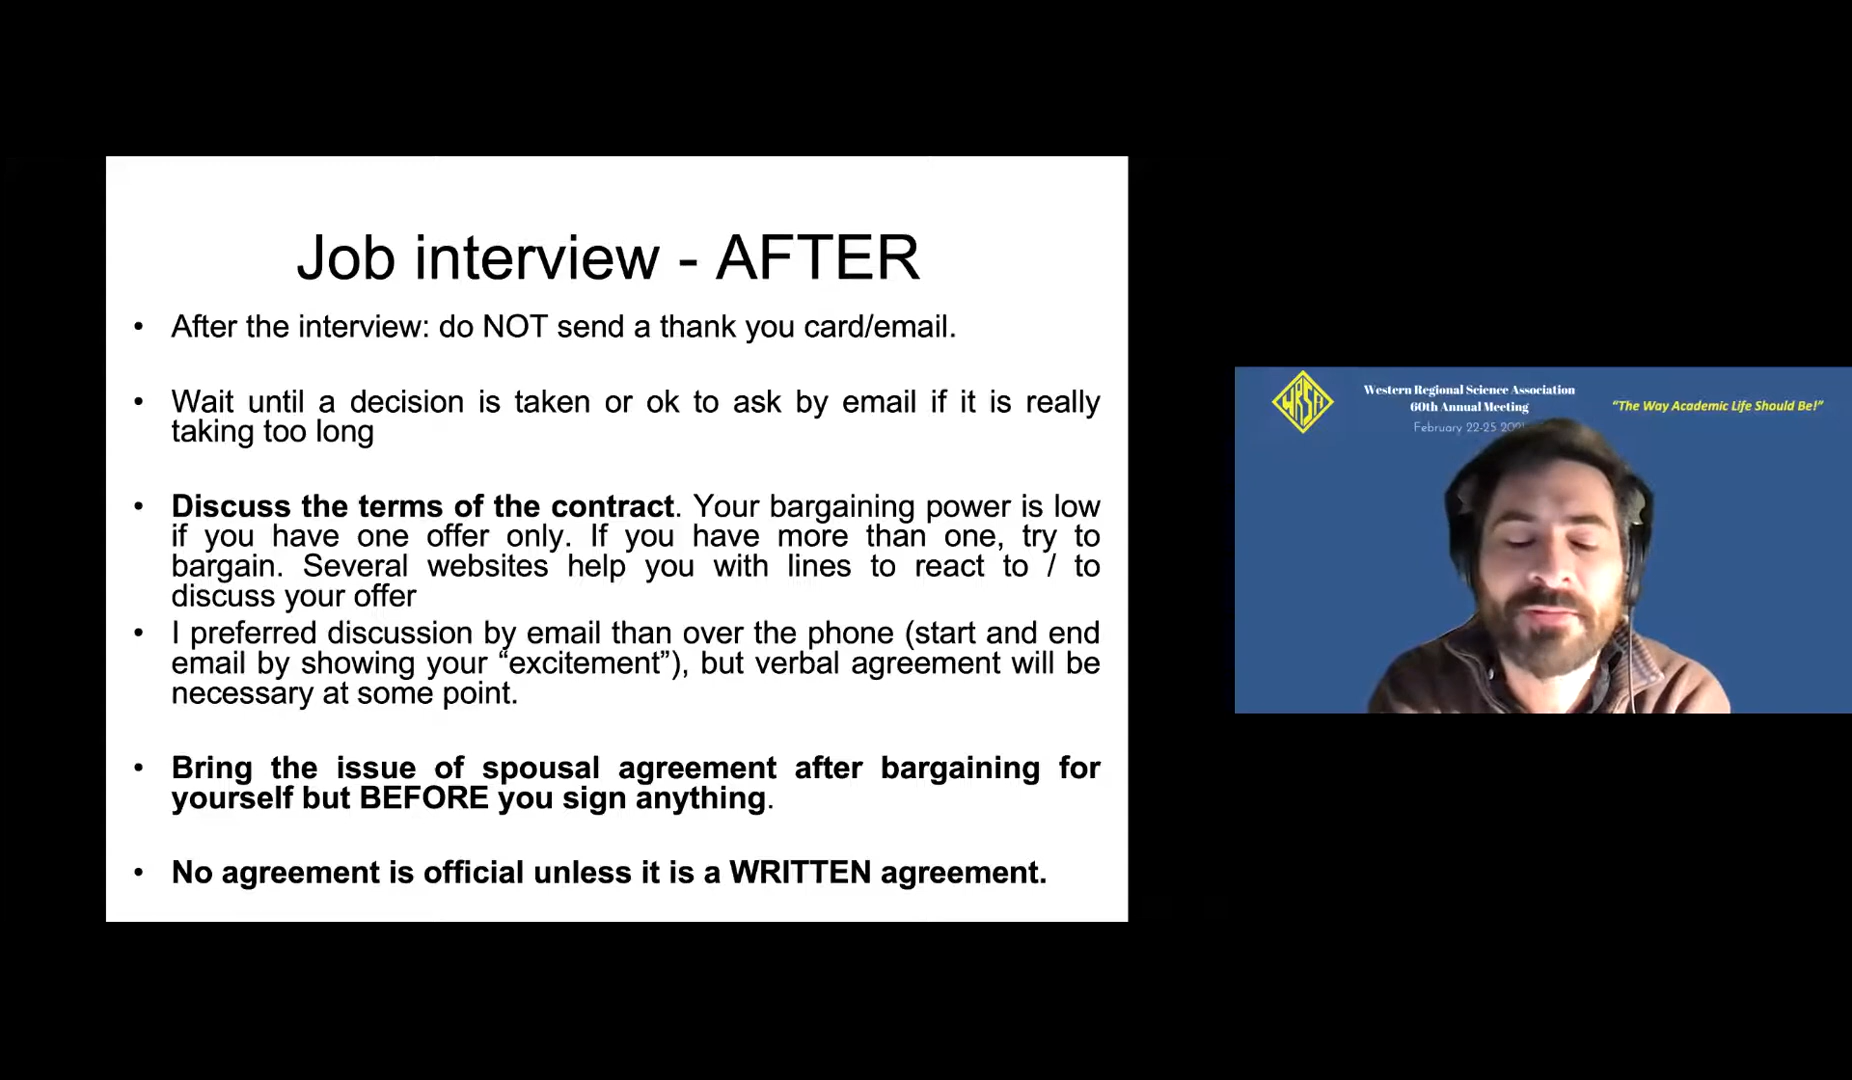 Job interview - AFTER
• After the interview: do NOT send a thank you card/email.
• Wait until a decision is taken or ok to ask by email if it is really
taking too long
• Discuss the terms of the contract. Your bargaining power is low
if you have one offer only. If you have more than one, try to
bargain. Several websites help you with lines to react to / to
discuss your offer
• I preferred discussion by email than over the phone (start and end
email by showing your “excitement”), but verbal agreement will be
necessary at some point.
• Bring the issue of spousal agreement after bargaining for
yourself but BEFORE you sign anything.
• No agreement is official unless it is a WRITTEN agreement.
WRSA
Western Regional Science Association
60th Annual Meeting
February 22-25 2021
“The Way Academic Life Should Be!”